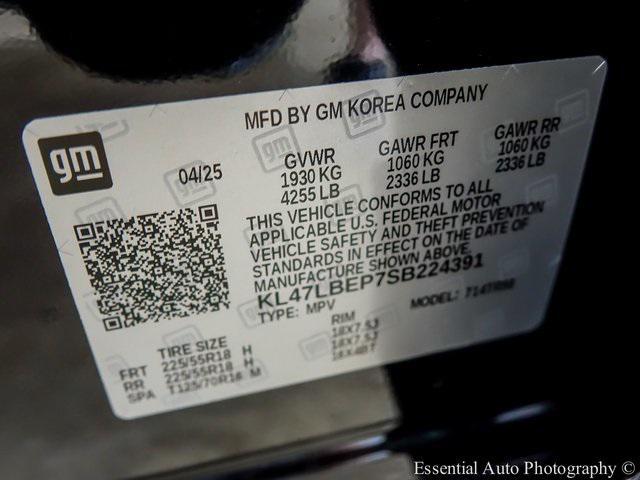 MFD BY GM KOREA COMPANY
gm
04/25
GVWR
1930 KG
4255 LB
GAWR FRT
1060 KG
2336 LB
GAWR RR
1060 KG
2336 LB
THIS VEHICLE CONFORMS TO ALL
APPLICABLE U.S. FEDERAL MOTOR
VEHICLE SAFETY AND THEFT PREVENTION
STANDARDS IN EFFECT ON THE DATE OF
MANUFACTURE SHOWN ABOVE.
KL47LBEP7SB224391
TYPE: MPV
MODEL:
TIRE SIZE
RIM
FRT 225/55R18 H 18X7.5J
RR 225/55R18 H 18X7.5J
SPA T125/70R16 M
Essential Auto Photography ©